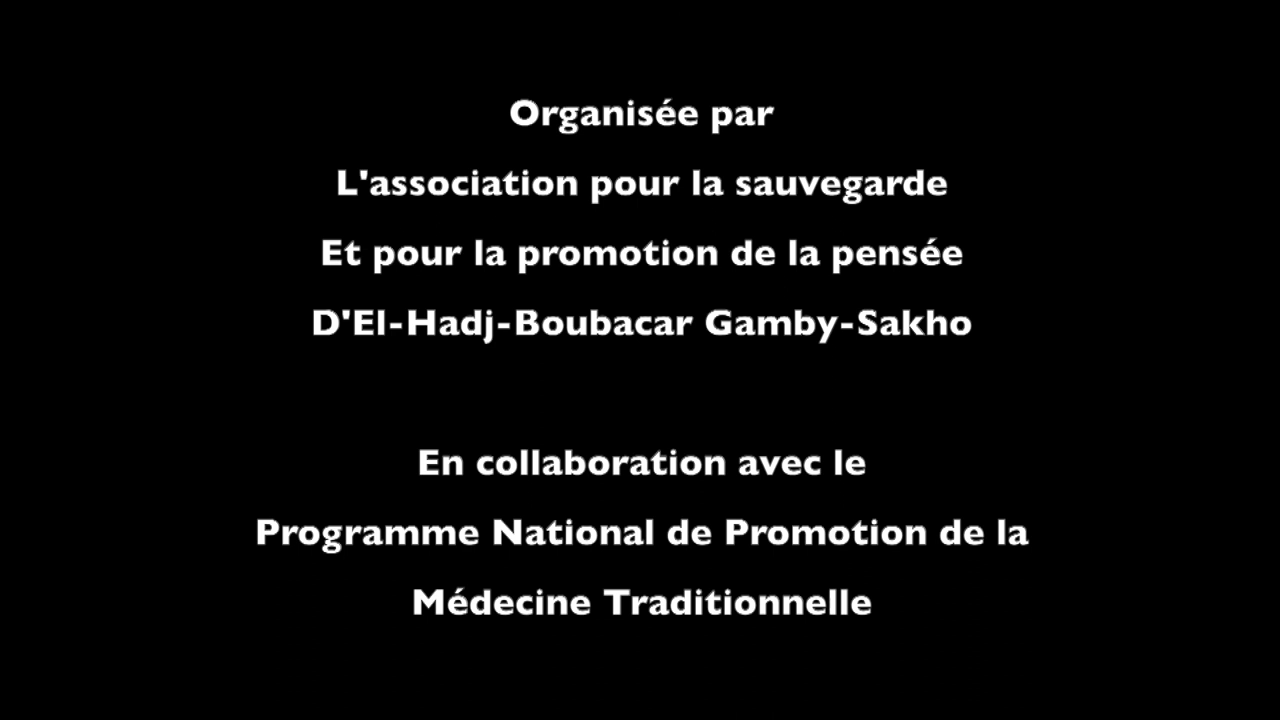 Organisée par
L'association pour la sauvegarde
Et pour la promotion de la pensée
D'El-Hadj-Boubacar Gamby-Sakho
En collaboration avec le
Programme National de Promotion de la
Médecine Traditionnelle